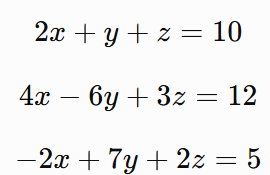 2x + y + z = 10
4x − 6y + 3z = 12
−2x + 7y + 2z = 5